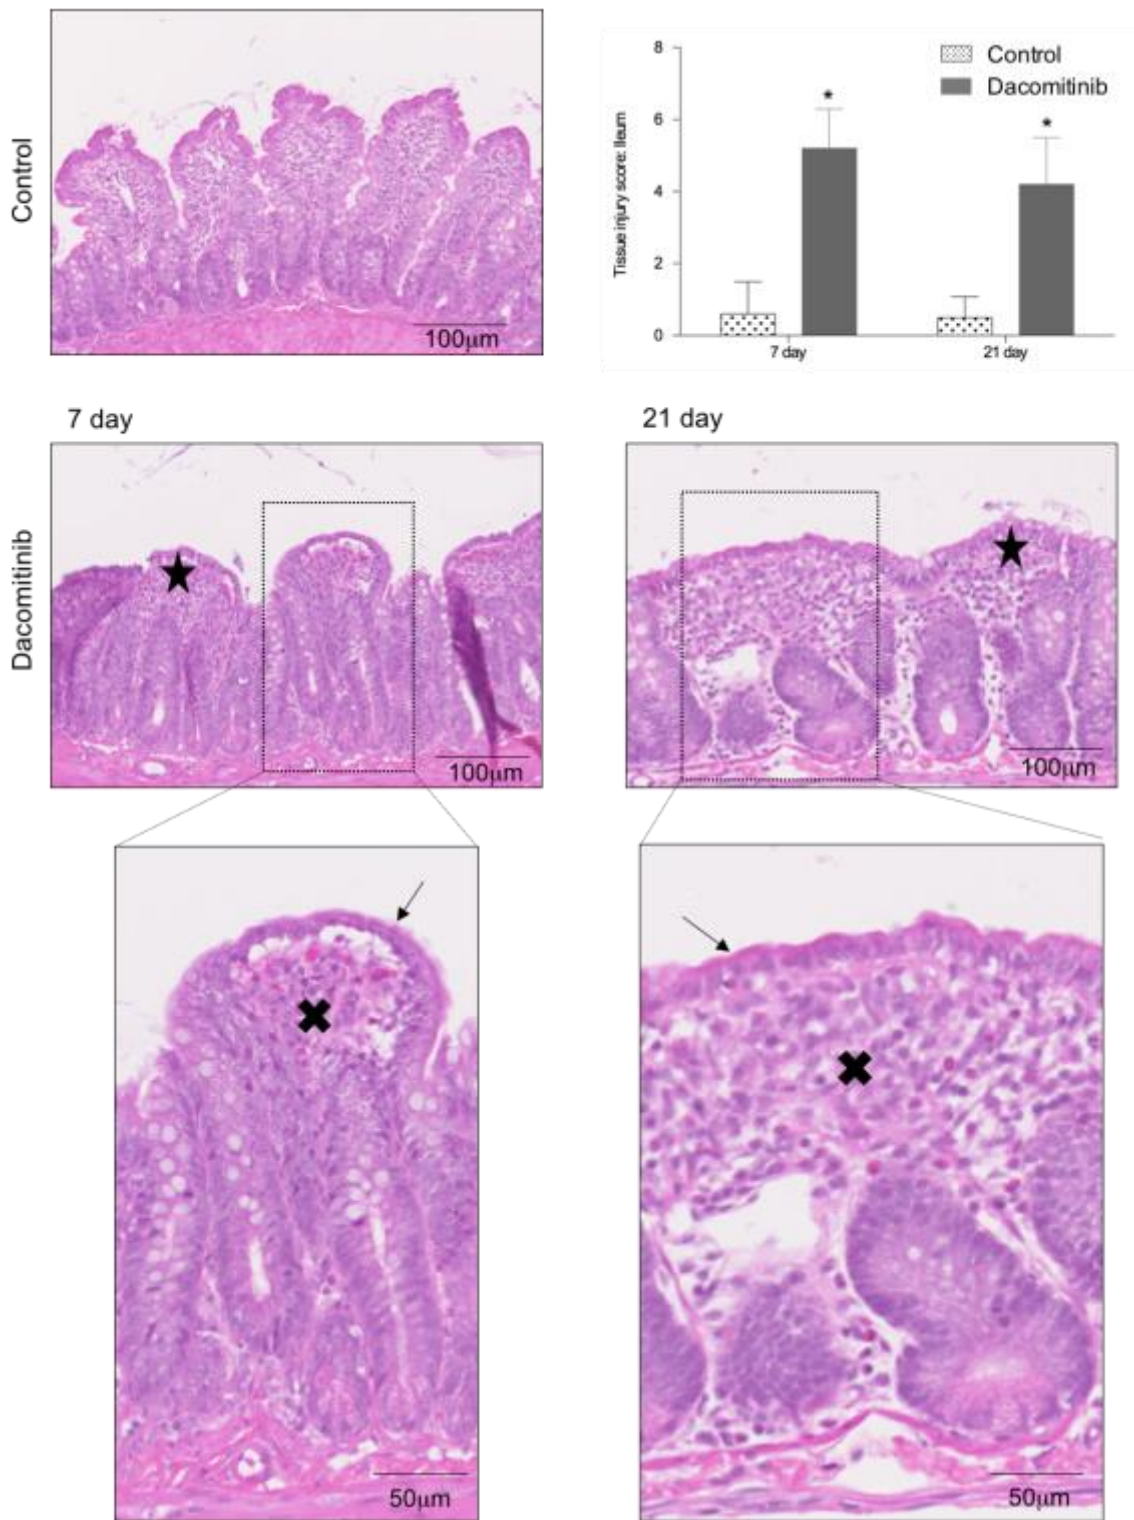 Control
100μm
8
6
4
2
0
Tissue injury score: Ileum
Control
Dacomitinib
*
*
7 day
21 day
7 day
21 day
Dacomitinib
100μm
100μm
50μm
50μm